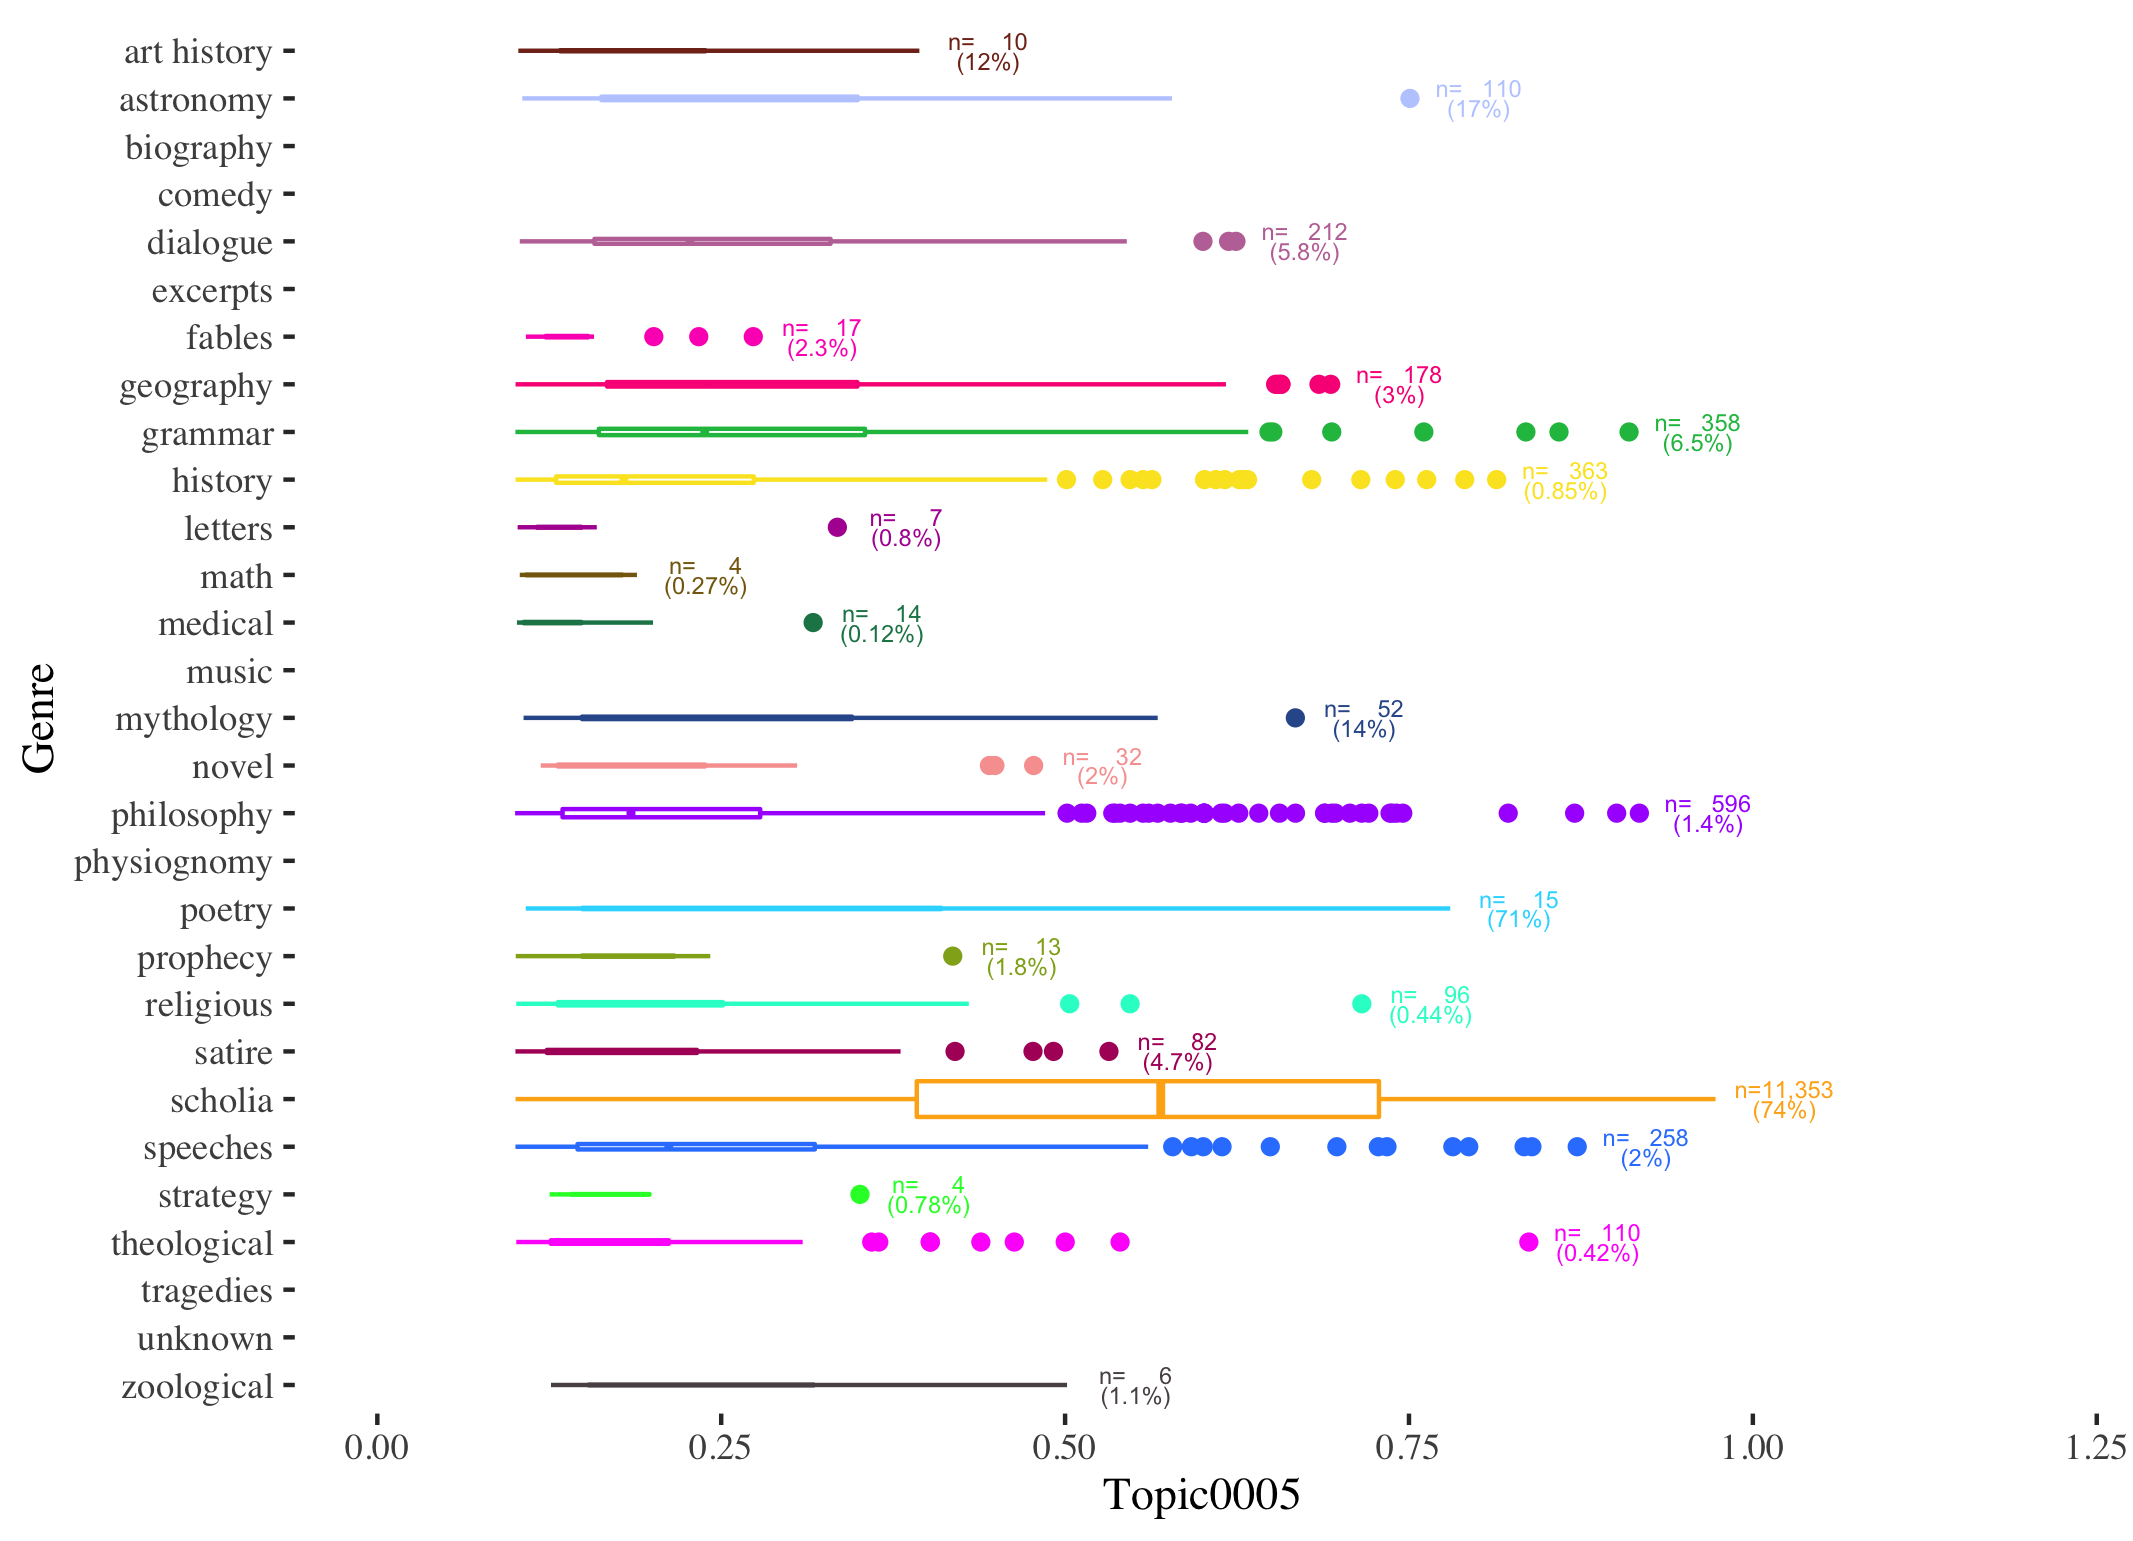 art history
n= 10
(12%)
astronomy
n= 110
(17%)
biography
comedy
dialogue
n= 212
(5.8%)
excerpts
fables
n= 17
(2.3%)
geography
n= 178
(3%)
grammar
n= 358
(6.5%)
history
n= 363
(0.85%)
letters
n= 7
(0.8%)
math
n= 4
(0.27%)
medical
n= 14
(0.12%)
music
mythology
n= 52
(14%)
novel
n= 32
(2%)
philosophy
n= 596
(1.4%)
physiognomy
poetry
n= 15
(71%)
prophecy
n= 13
(1.8%)
religious
n= 96
(0.44%)
satire
n= 82
(4.7%)
scholia
n=11,353
(74%)
speeches
n= 258
(2%)
strategy
n= 4
(0.78%)
theological
n= 110
(0.42%)
tragedies
unknown
zoological
n= 6
(1.1%)
Genre
0.00 0.25 0.50 0.75 1.00 1.25
Topic0005